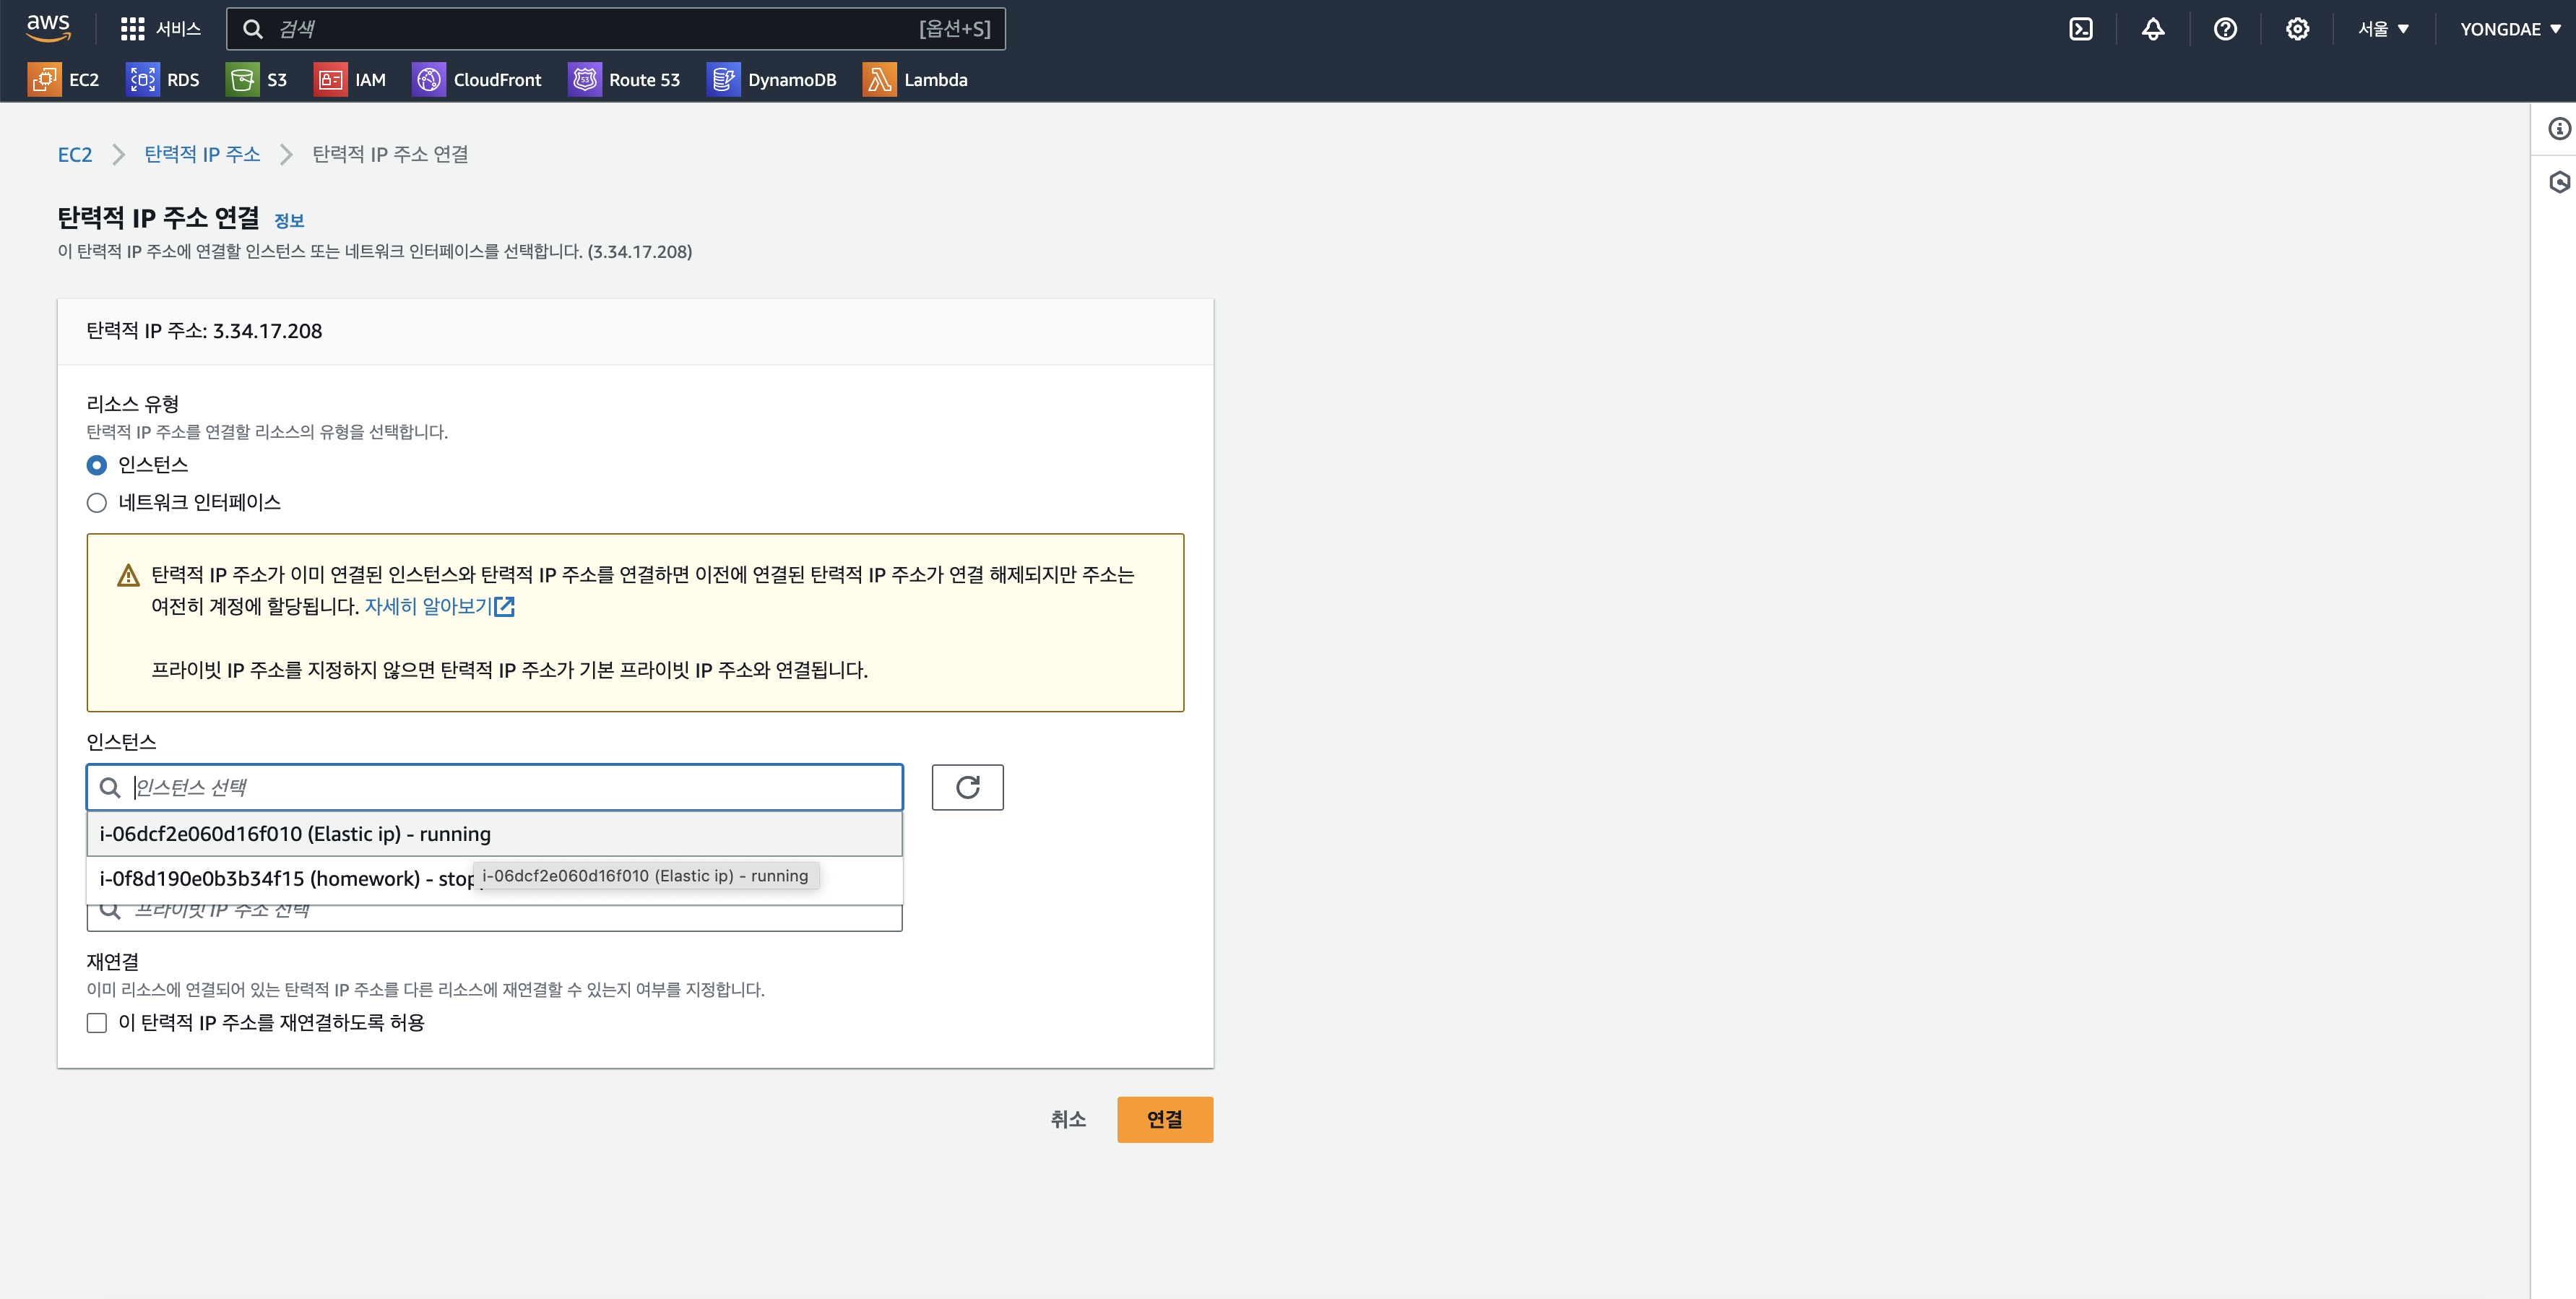 aws 서비스 검색 [옵션+S] 서울 ▼ YONGDAE ▼
EC2 RDS S3 IAM CloudFront Route 53 DynamoDB Lambda
EC2 > 탄력적 IP 주소 > 탄력적 IP 주소 연결
탄력적 IP 주소 연결 정보
이 탄력적 IP 주소에 연결할 인스턴스 또는 네트워크 인터페이스를 선택합니다. (3.34.17.208)
탄력적 IP 주소: 3.34.17.208
리소스 유형
탄력적 IP 주소를 연결할 리소스의 유형을 선택합니다.
인스턴스
네트워크 인터페이스
탄력적 IP 주소가 이미 연결된 인스턴스와 탄력적 IP 주소를 연결하면 이전에 연결된 탄력적 IP 주소가 연결 해제되지만 주소는
여전히 계정에 할당됩니다. 자세히 알아보기
프라이빗 IP 주소를 지정하지 않으면 탄력적 IP 주소가 기본 프라이빗 IP 주소와 연결됩니다.
인스턴스
인스턴스 선택
i-06dcf2e060d16f010 (Elastic ip) - running
i-0f8d190e0b3b34f15 (homework) -
i-06dcf2e060d16f010 (Elastic ip) - running
프라이빗 IP 주소 선택
재연결
이미 리소스에 연결되어 있는 탄력적 IP 주소를 다른 리소스에 재연결할 수 있는지 여부를 지정합니다.
이 탄력적 IP 주소를 재연결하도록 허용
취소 연결